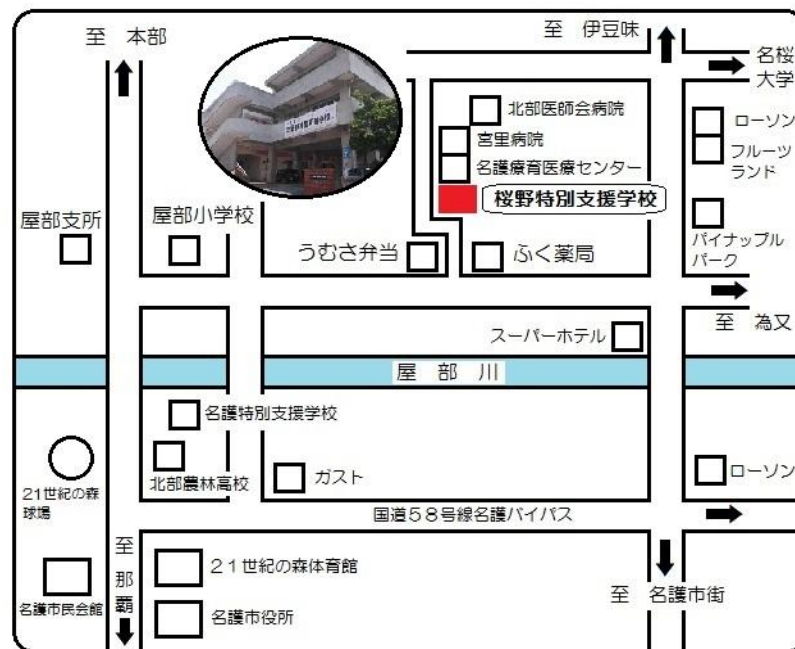 至 本部
至 伊豆味
名桜
大学
北部医師会病院
宮里病院
名護療育医療センター
桜野特別支援学校
ローソン
フルーツ
ランド
パイナップル
パーク
屋部支所
屋部小学校
うむさ弁当
ふく薬局
至 為又
スーパーホテル
屋部川
名護特別支援学校
北部農林高校
ガスト
ローソン
21世紀の森
球場
国道58号線名護バイパス
至 那覇
21世紀の森体育館
名護市民会館
名護市役所
至 名護市街